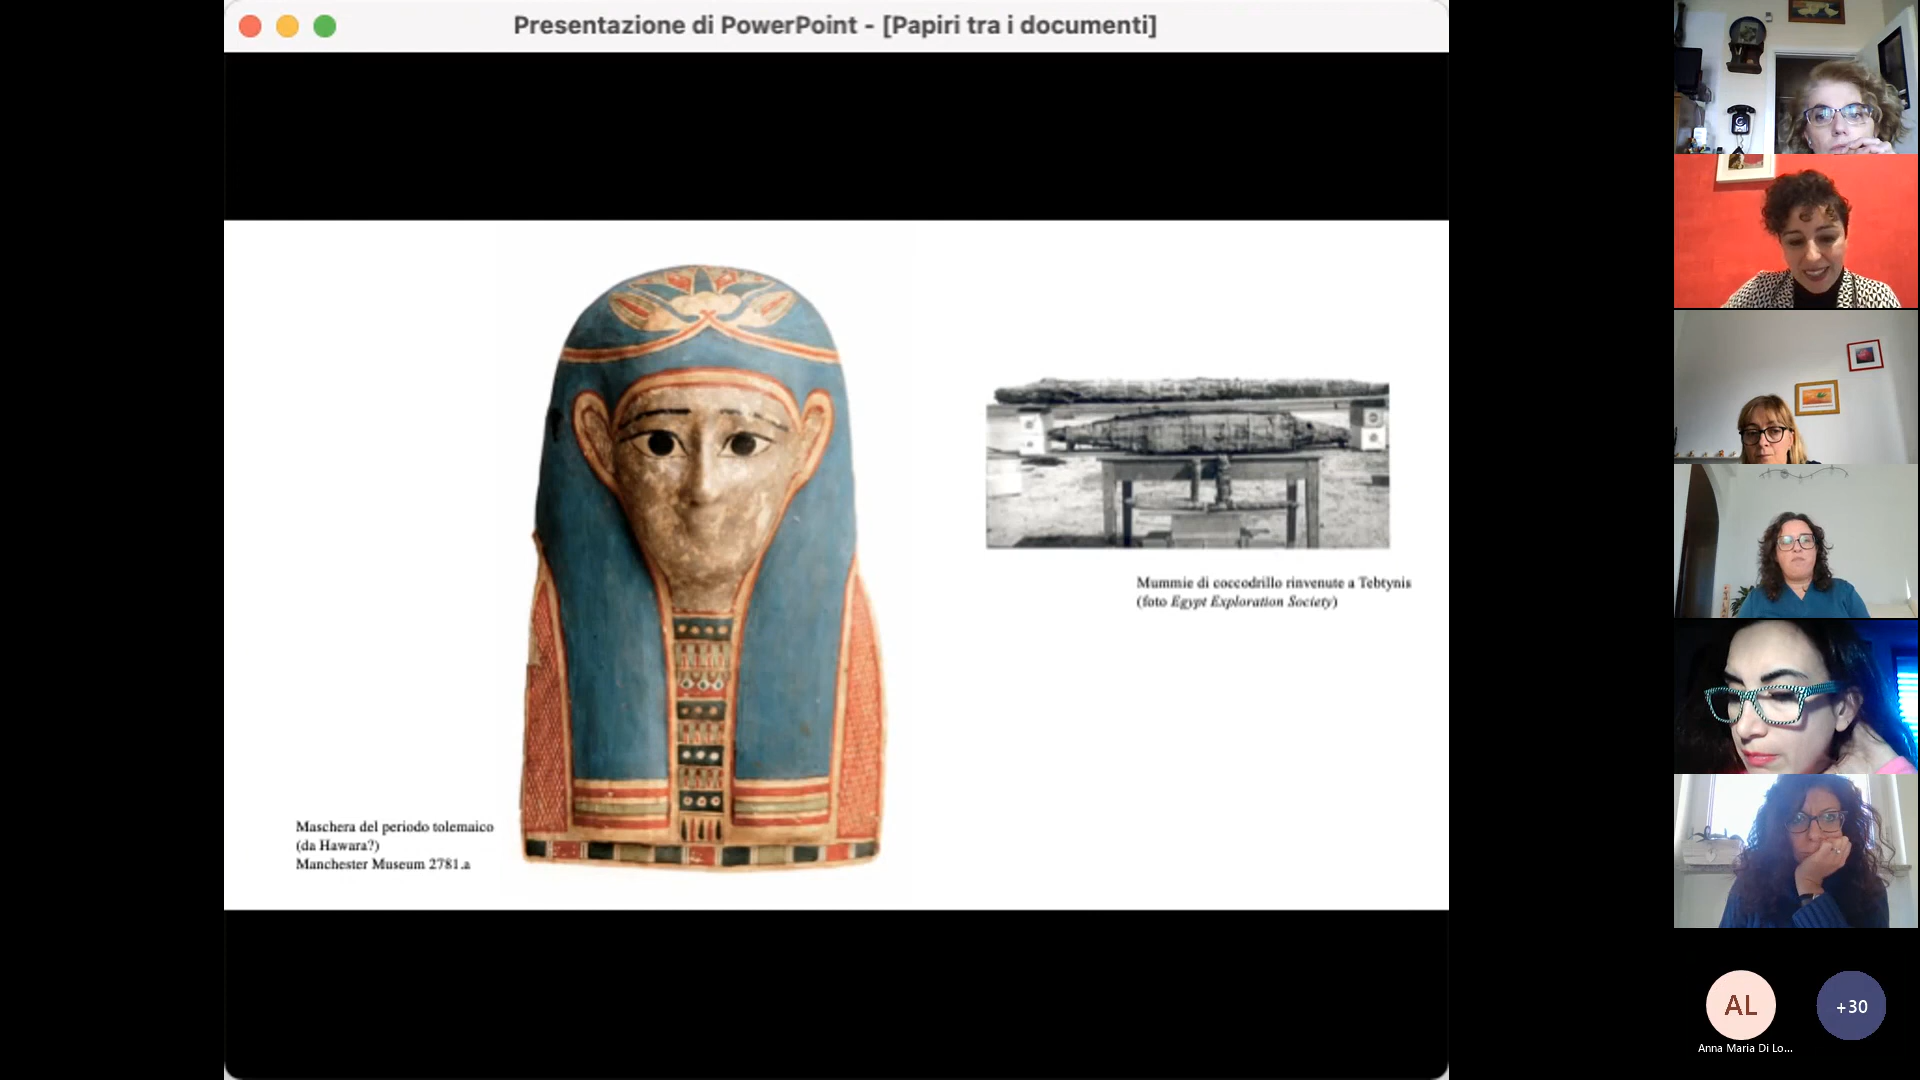 Presentazione di PowerPoint - [Papiri tra i documenti]
Mummie di coccodrillo rinvenute a Tebtynis
(foto Egypt Exploration Society)
Maschera del periodo tolemaico
(da Hawara?)
Manchester Museum 2781.a
AL
+30
Anna Maria Di Lo...